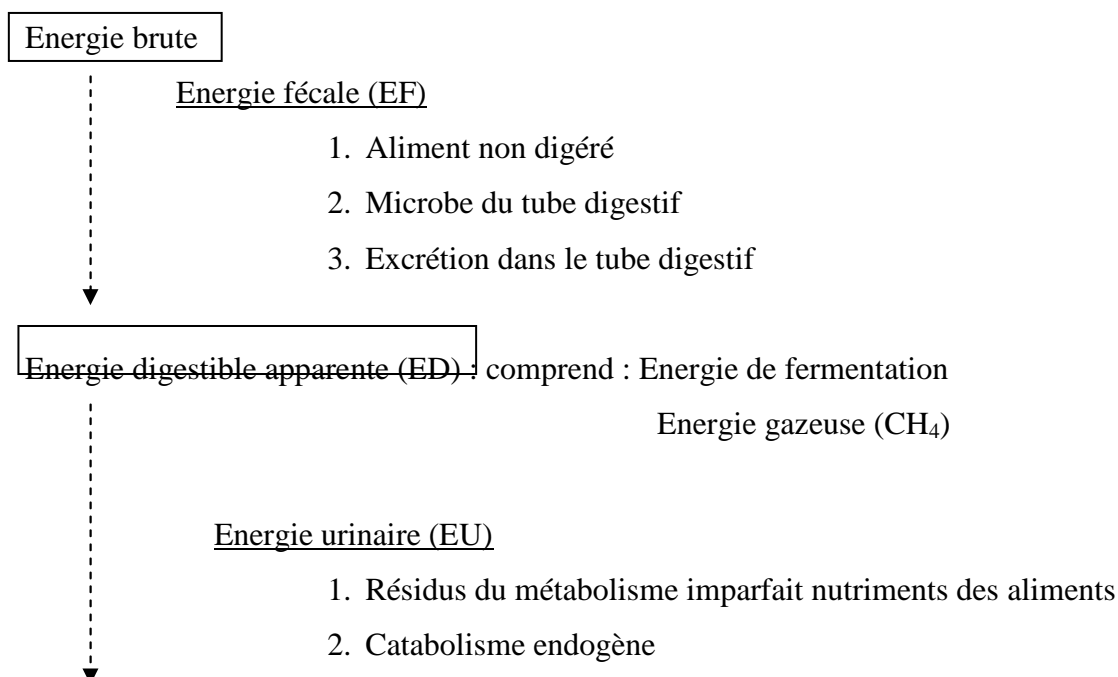 Energie brute
Energie fécale (EF)
1. Aliment non digéré
2. Microbe du tube digestif
3. Excrétion dans le tube digestif
Energie digestible apparente (ED) : comprend : Energie de fermentation
Energie gazeuse (CH₄)
Energie urinaire (EU)
1. Résidus du métabolisme imparfait nutriments des aliments
2. Catabolisme endogène